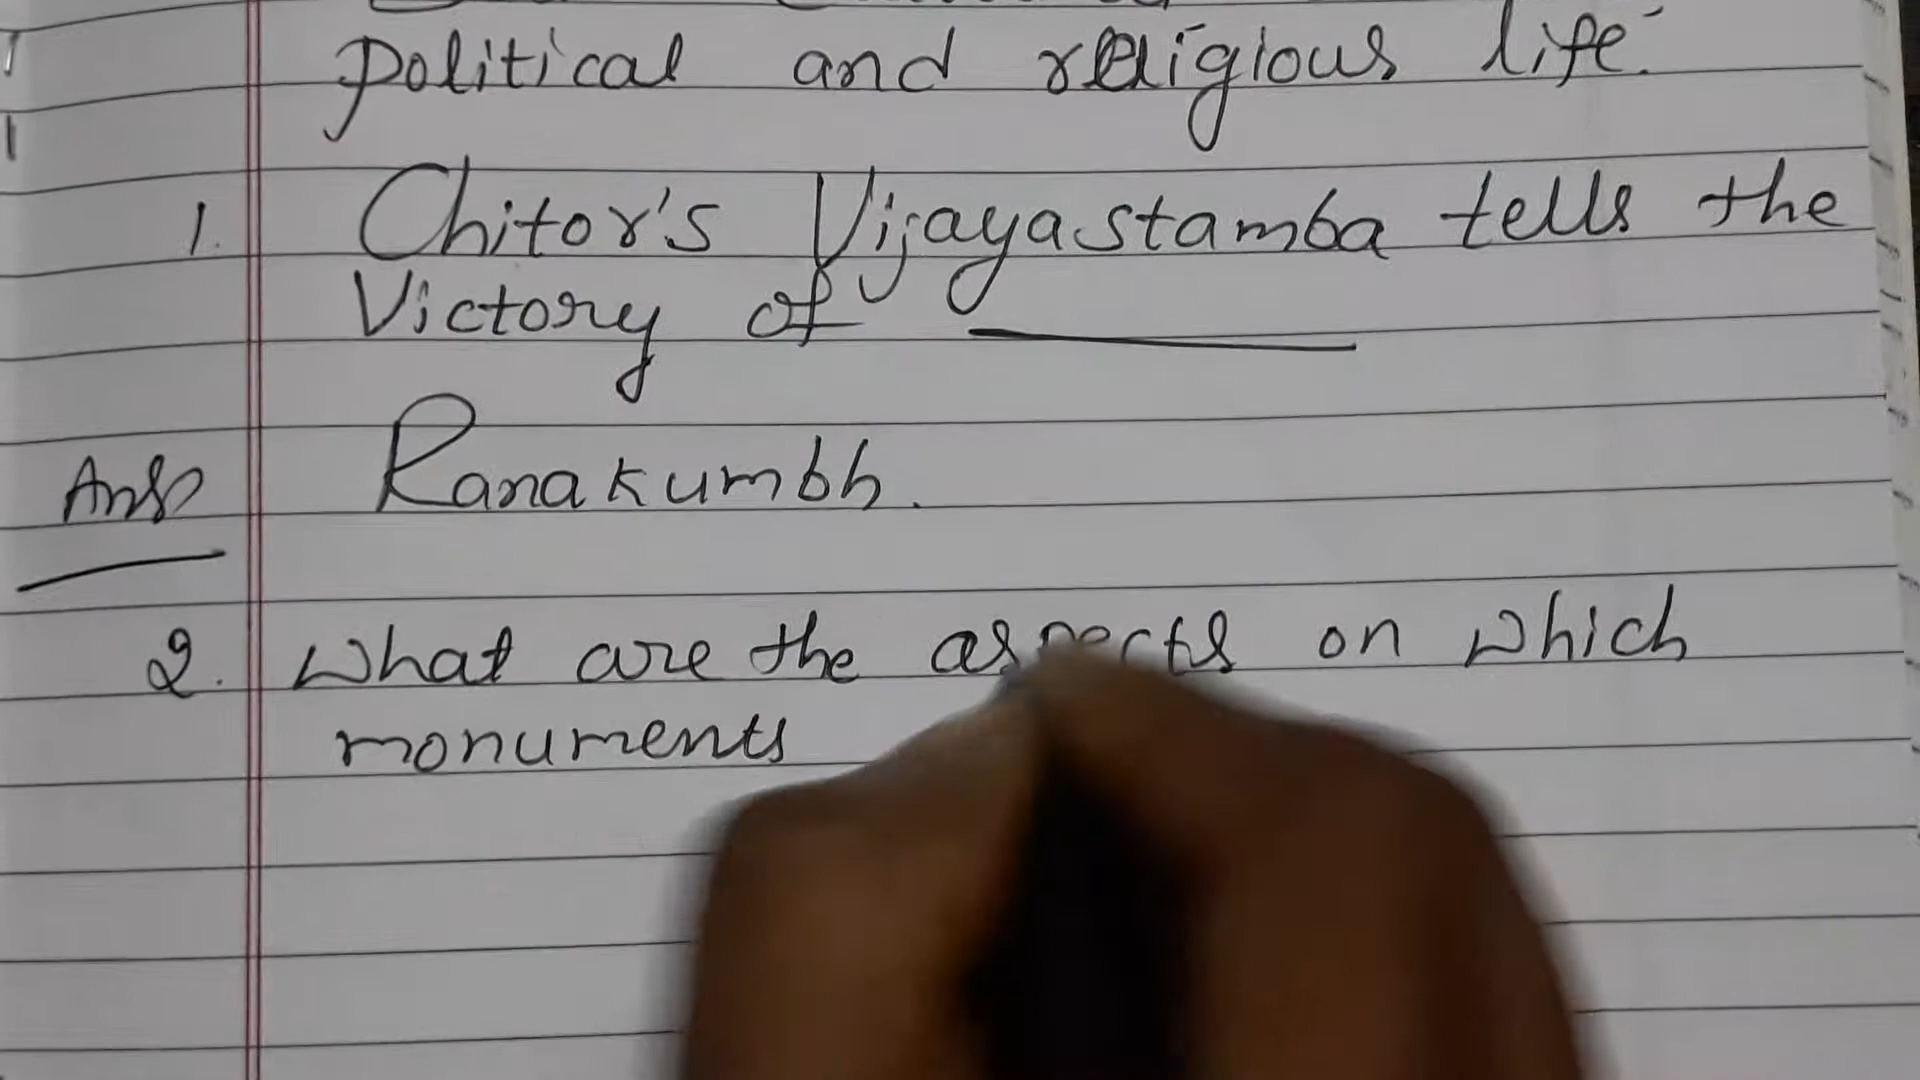 political and religious life.
1. Chitor's Vijayastamba tells the
Victory of
Ans Ranakumbh.
2. What are the aspects on which
monuments